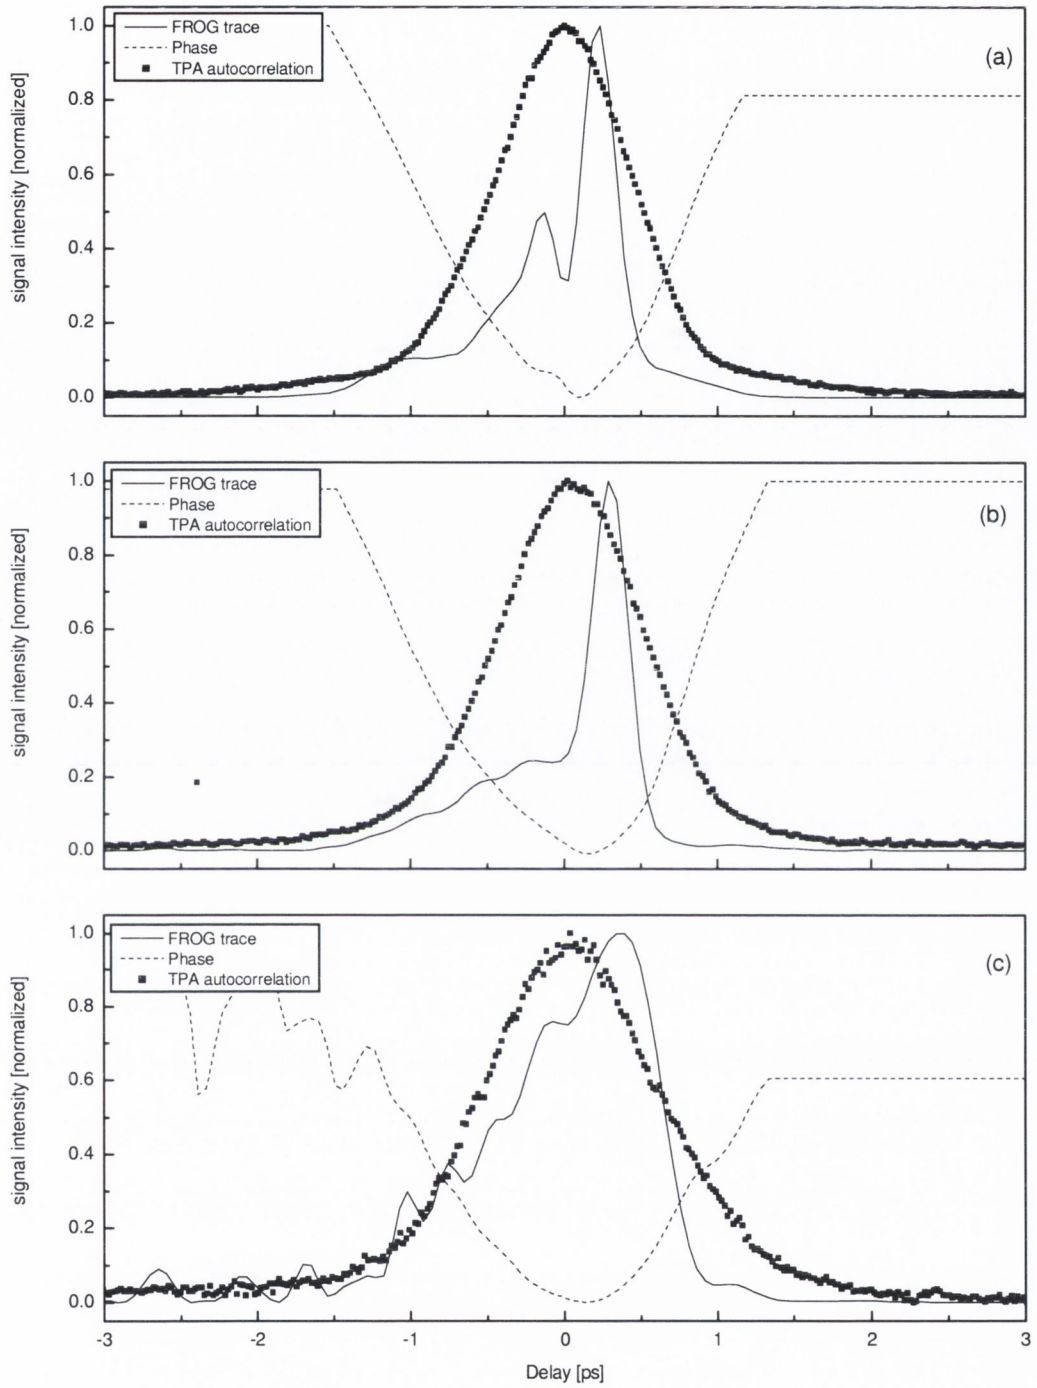 FROG trace
Phase
TPA autocorrelation
(a)
signal intensity [normalized]
1.0
0.8
0.6
0.4
0.2
0.0
FROG trace
Phase
TPA autocorrelation
(b)
signal intensity [normalized]
1.0
0.8
0.6
0.4
0.2
0.0
FROG trace
Phase
TPA autocorrelation
(c)
signal intensity [normalized]
1.0
0.8
0.6
0.4
0.2
0.0
-3 -2 -1 0 1 2 3
Delay [ps]